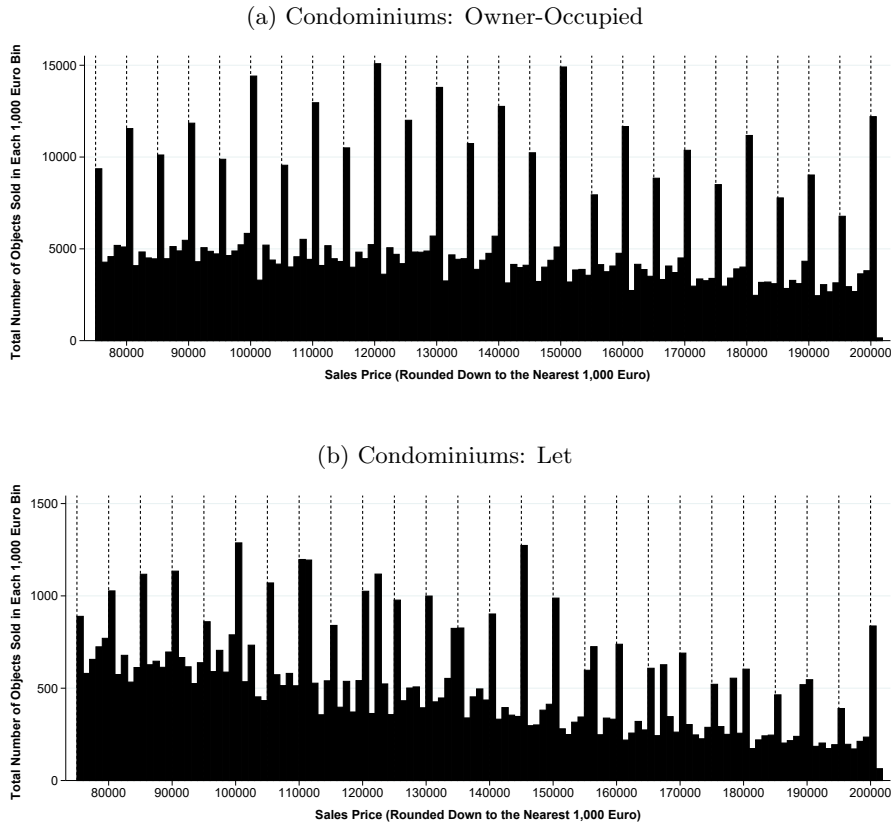 (a) Condominiums: Owner-Occupied
Total Number of Objects Sold in Each 1,000 Euro Bin
15000
10000
5000
0
80000 90000 100000 110000 120000 130000 140000 150000 160000 170000 180000 190000 200000
Sales Price (Rounded Down to the Nearest 1,000 Euro)
(b) Condominiums: Let
Total Number of Objects Sold in Each 1,000 Euro Bin
1500
1000
500
0
80000 90000 100000 110000 120000 130000 140000 150000 160000 170000 180000 190000 200000
Sales Price (Rounded Down to the Nearest 1,000 Euro)